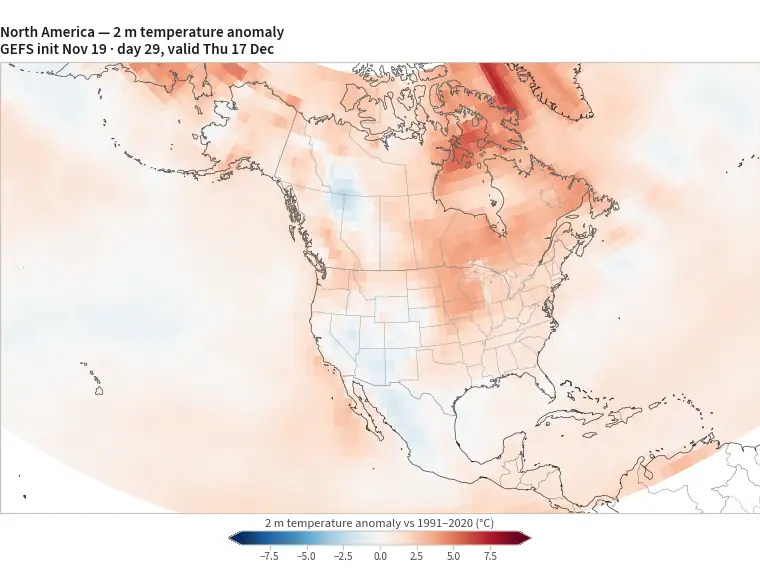 North America — 2 m temperature anomaly
GEFS init Nov 19 · day 29, valid Thu 17 Dec
2 m temperature anomaly vs 1991–2020 (°C)
−7.5 −5.0 −2.5 0.0 2.5 5.0 7.5